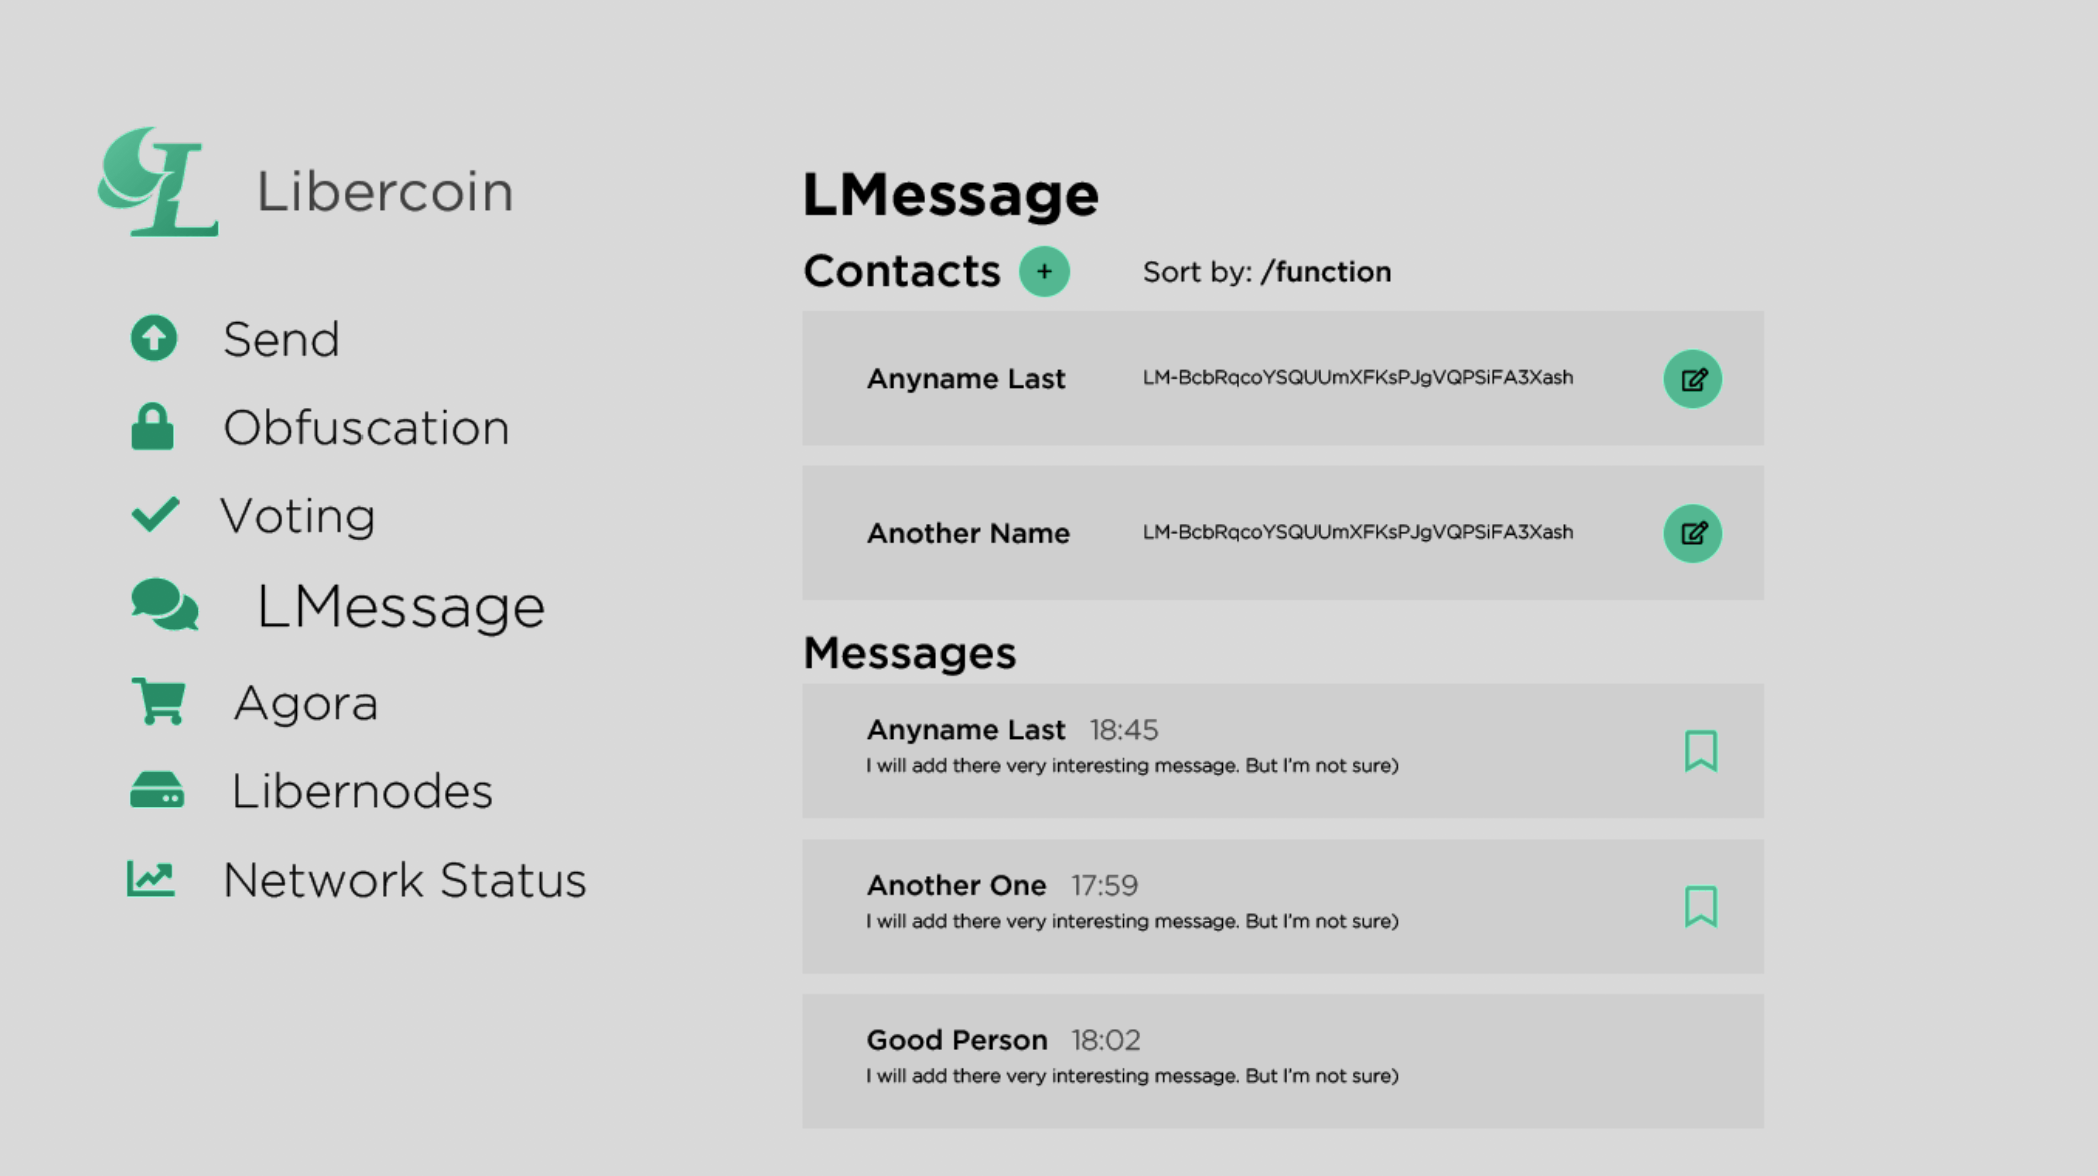 Libercoin
Send
Obfuscation
Voting
LMessage
Agora
Libernodes
Network Status
LMessage
Contacts + Sort by: /function
Anyname Last LM-BcbRqcoYSQUUmXFKsPJgVQPSiFA3Xash
Another Name LM-BcbRqcoYSQUUmXFKsPJgVQPSiFA3Xash
Messages
Anyname Last 18:45
I will add there very interesting message. But I'm not sure)
Another One 17:59
I will add there very interesting message. But I'm not sure)
Good Person 18:02
I will add there very interesting message. But I'm not sure)